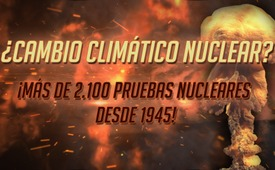 ¿CAMBIO CLIMÁTICO NUCLEAR?
¡MÁS DE 2,100 PRUEBAS NUCLEARES
DESDE 1945!